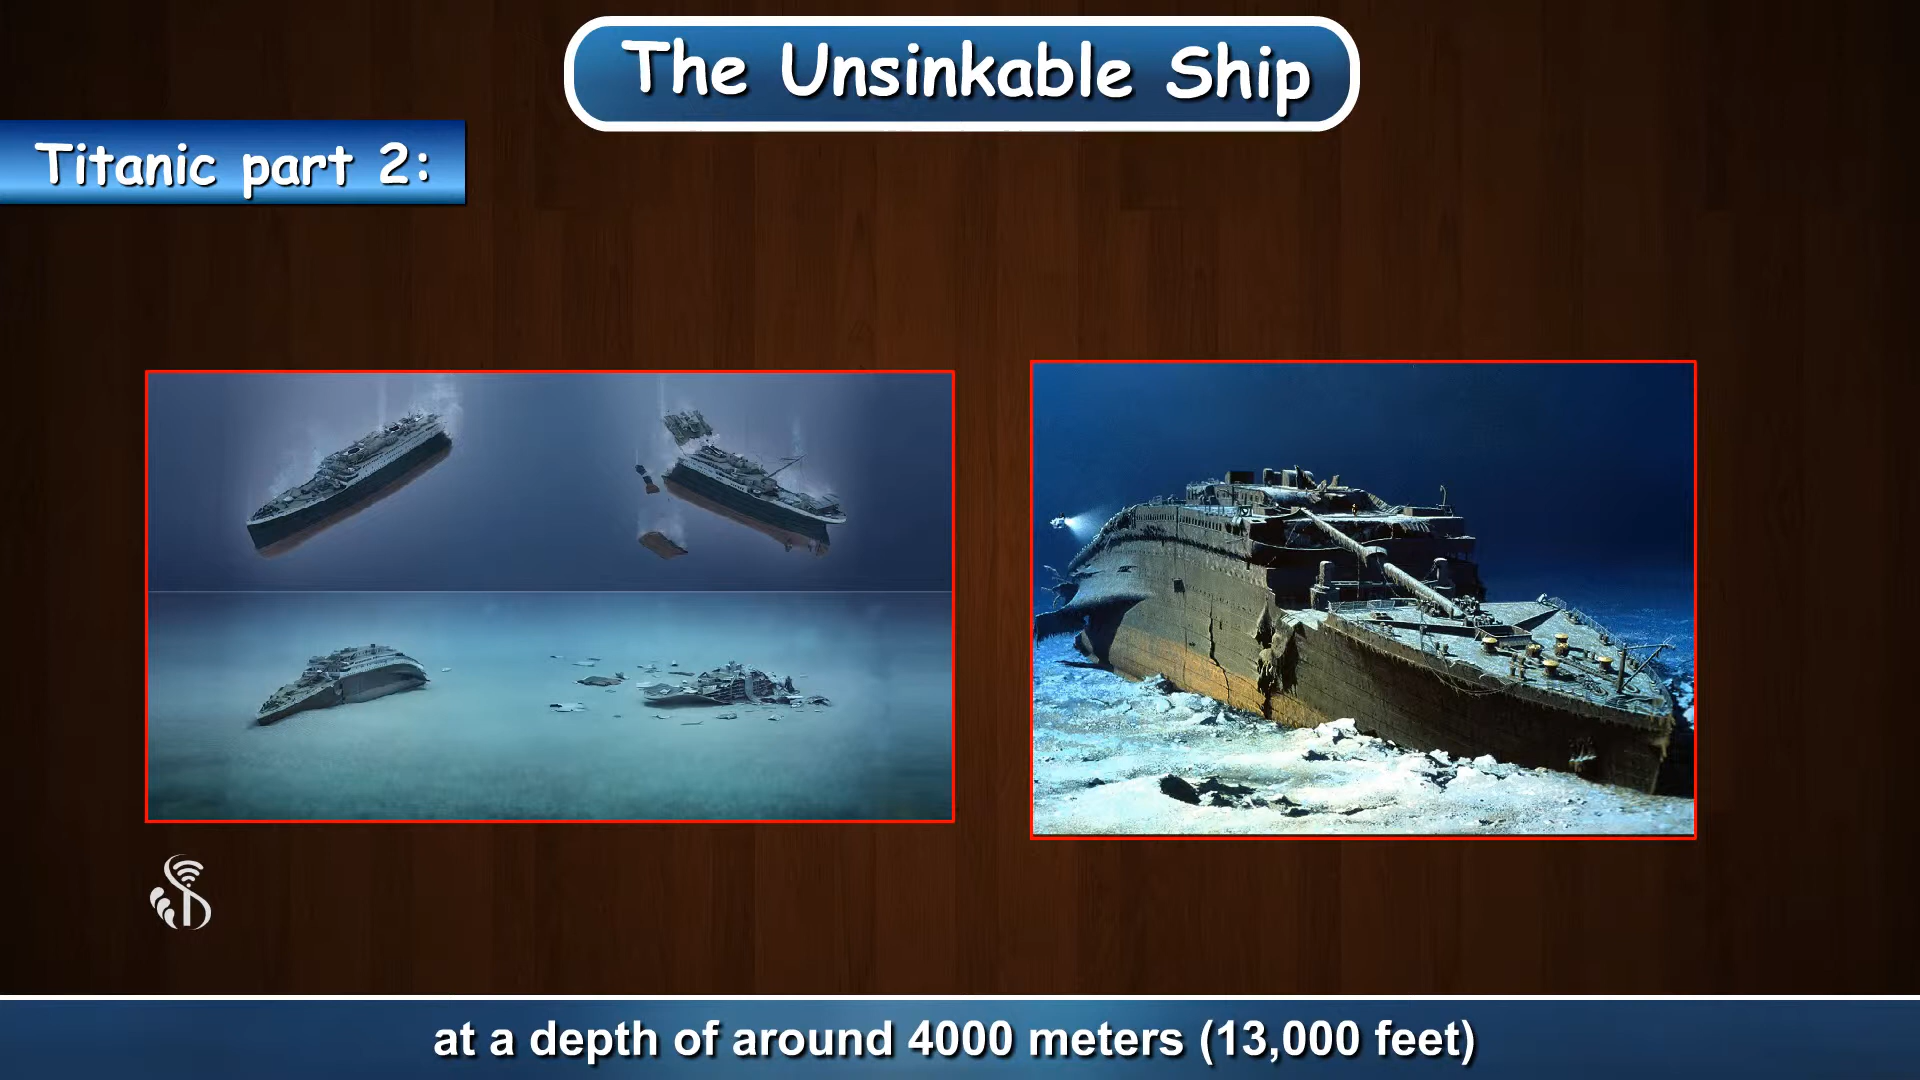 The Unsinkable Ship
Titanic part 2:
at a depth of around 4000 meters (13,000 feet)